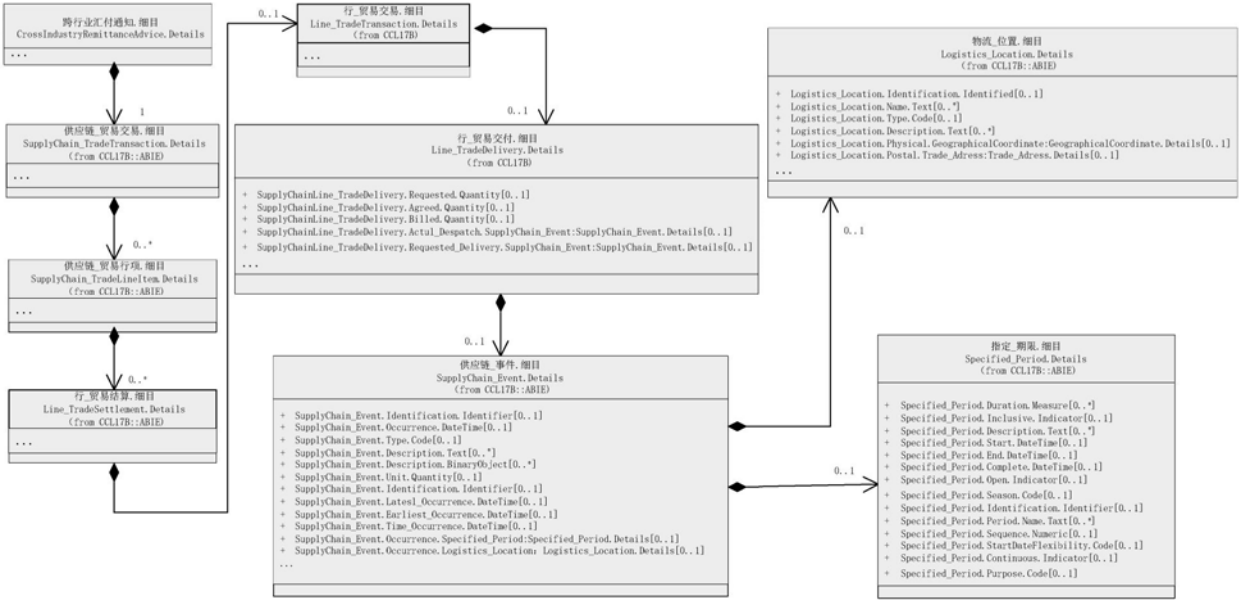 跨行业汇付通知.细目
CrossIndustryRemittanceAdvice.Details
...
1
供应链_贸易交易.细目
SupplyChain_TradeTransaction.Details
(from CCL17B::ABIE)
...
0..*
供应链_贸易行项.细目
SupplyChain_TradeLineItem.Details
(from CCL17B::ABIE)
...
0..*
行_贸易结算.细目
Line_TradeSettlement.Details
(from CCL17B::ABIE)
...
0..1
行_贸易交易.细目
Line_TradeTransaction.Details
(from CCL17B)
...
0..1
行_贸易交付.细目
Line_TradeDelivery.Details
(from CCL17B)
+ SupplyChainLine_TradeDelivery.Requested.Quantity[0..1]
+ SupplyChainLine_TradeDelivery.Agreed.Quantity[0..1]
+ SupplyChainLine_TradeDelivery.Billed.Quantity[0..1]
+ SupplyChainLine_TradeDelivery.Actul_Despatch.SupplyChain_Event:SupplyChain_Event.Details[0..1]
+ SupplyChainLine_TradeDelivery.Requested_Delivery.SupplyChain_Event:SupplyChain_Event.Details[0..1]
...
0..1
供应链_事件.细目
SupplyChain_Event.Details
(from CCL17B::ABIE)
+ SupplyChain_Event.Identification.Identifier[0..1]
+ SupplyChain_Event.Occurrence.DateTime[0..1]
+ SupplyChain_Event.Type.Code[0..1]
+ SupplyChain_Event.Description.Text[0..*]
+ SupplyChain_Event.Description.BinaryObject[0..*]
+ SupplyChain_Event.Unit.Quantity[0..1]
+ SupplyChain_Event.Identification.Identifier[0..1]
+ SupplyChain_Event.Latesl_Occurrence.DateTime[0..1]
+ SupplyChain_Event.Earliest_Occurrence.DateTime[0..1]
+ SupplyChain_Event.Time_Occurrence.DateTime[0..1]
+ SupplyChain_Event.Occurrence.Specified_Period:Specified_Period.Details[0..1]
+ SupplyChain_Event.Occurrence.Logistics_Location：Logistics_Location.Details[0..1]
...
物流_位置.细目
Logistics_Location.Details
(from CCL17B::ABIE)
+ Logistics_Location.Identification.Identified[0..1]
+ Logistics_Location.Name.Text[0..*]
+ Logistics_Location.Type.Code[0..1]
+ Logistics_Location.Description.Text[0..*]
+ Logistics_Location.Physical.GeographicalCoordinate:GeographicalCoordinate.Details[0..1]
+ Logistics_Location.Postal.Trade_Adress:Trade_Adress.Details[0..1]
...
0..1
0..1
指定_期限.细目
Specified_Period.Details
(from CCL17B::ABIE)
+ Specified_Period.Duration.Measure[0..*]
+ Specified_Period.Inclusive.Indicator[0..1]
+ Specified_Period.Description.Text[0..*]
+ Specified_Period.Start.DateTime[0..1]
+ Specified_Period.End.DateTime[0..1]
+ Specified_Period.Complete.DateTime[0..1]
+ Specified_Period.Open.Indicator[0..1]
+ Specified_Period.Season.Code[0..1]
+ Specified_Period.Identification.Identifier[0..1]
+ Specified_Period.Period.Name.Taxt[0..*]
+ Specified_Period.Sequence.Numeric[0..1]
+ Specified_Period.StartDateFlexibility.Code[0..1]
+ Specified_Period.Continuous.Indicator[0..1]
+ Specified_Period.Purpose.Code[0..1]